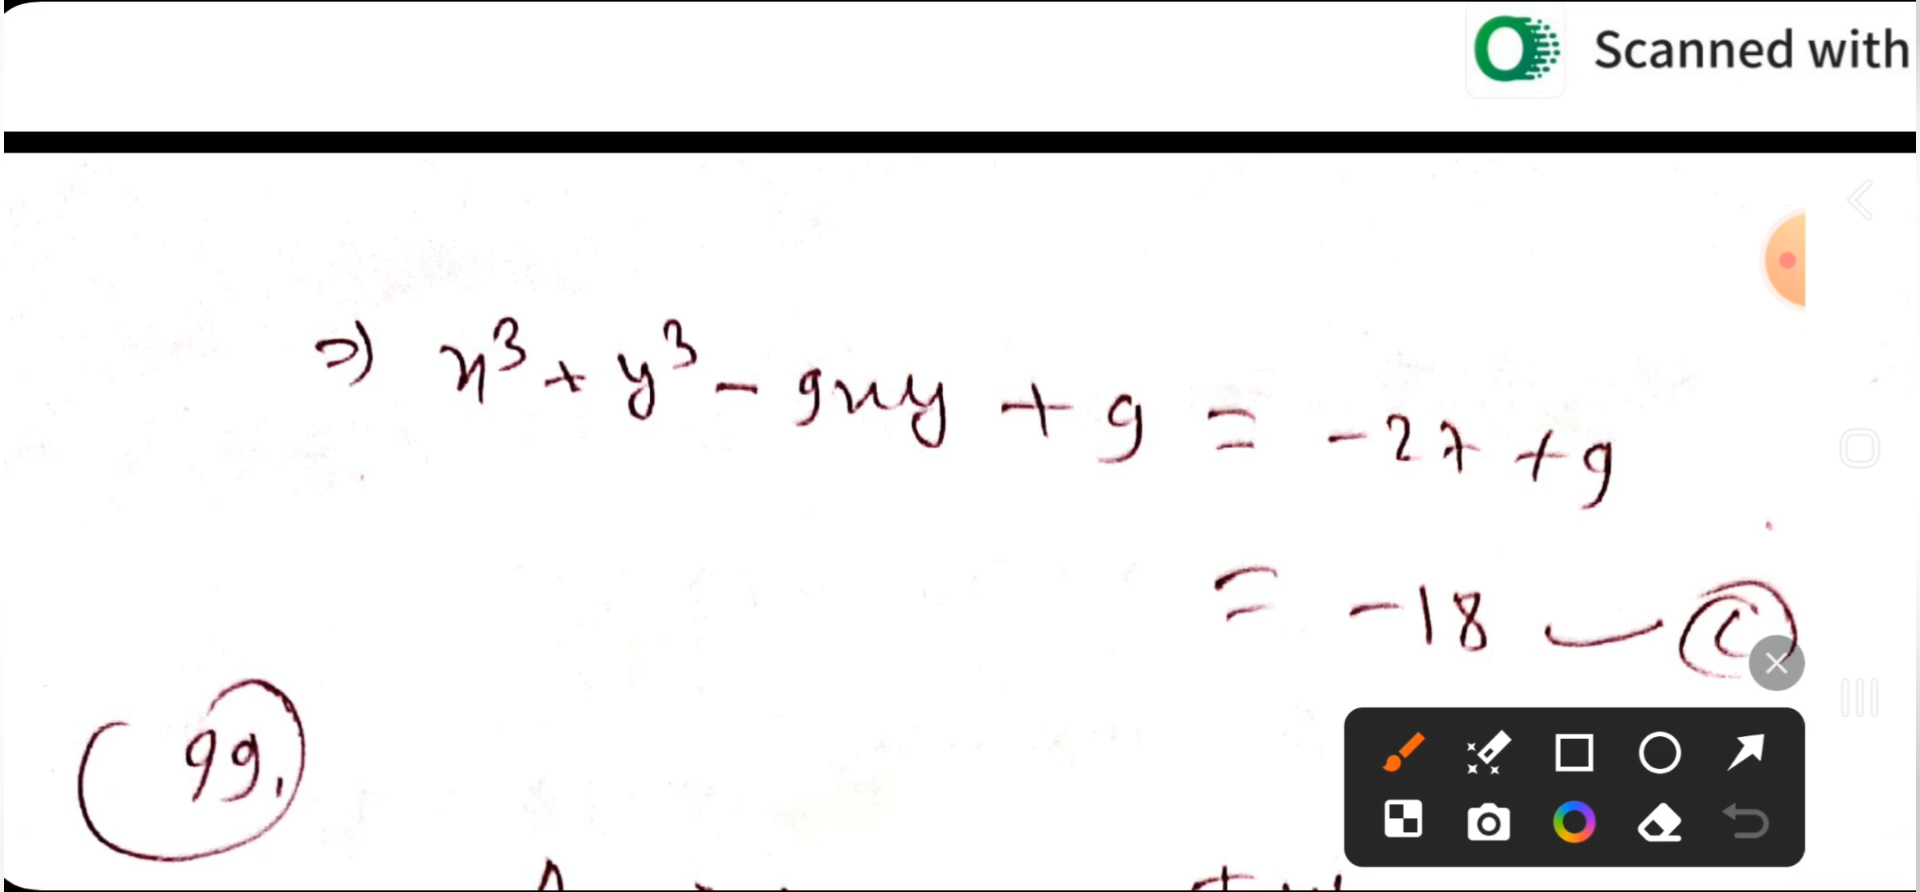 Scanned with
⇒) x³ + y³ - 9xy + 9 = -27 + 9
= -18 — (C)
99.